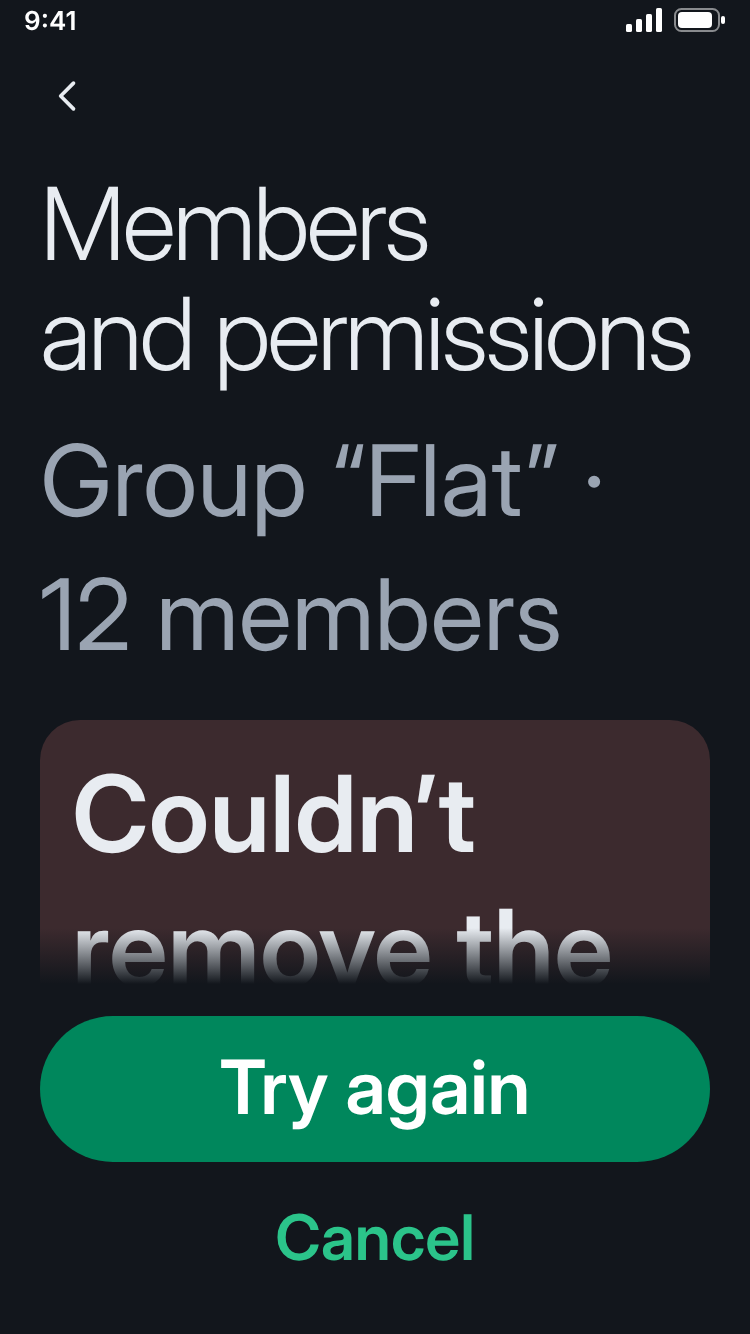 9:41
Members
and permissions
Group “Flat” ·
12 members
Couldn’t
remove the
Try again
Cancel